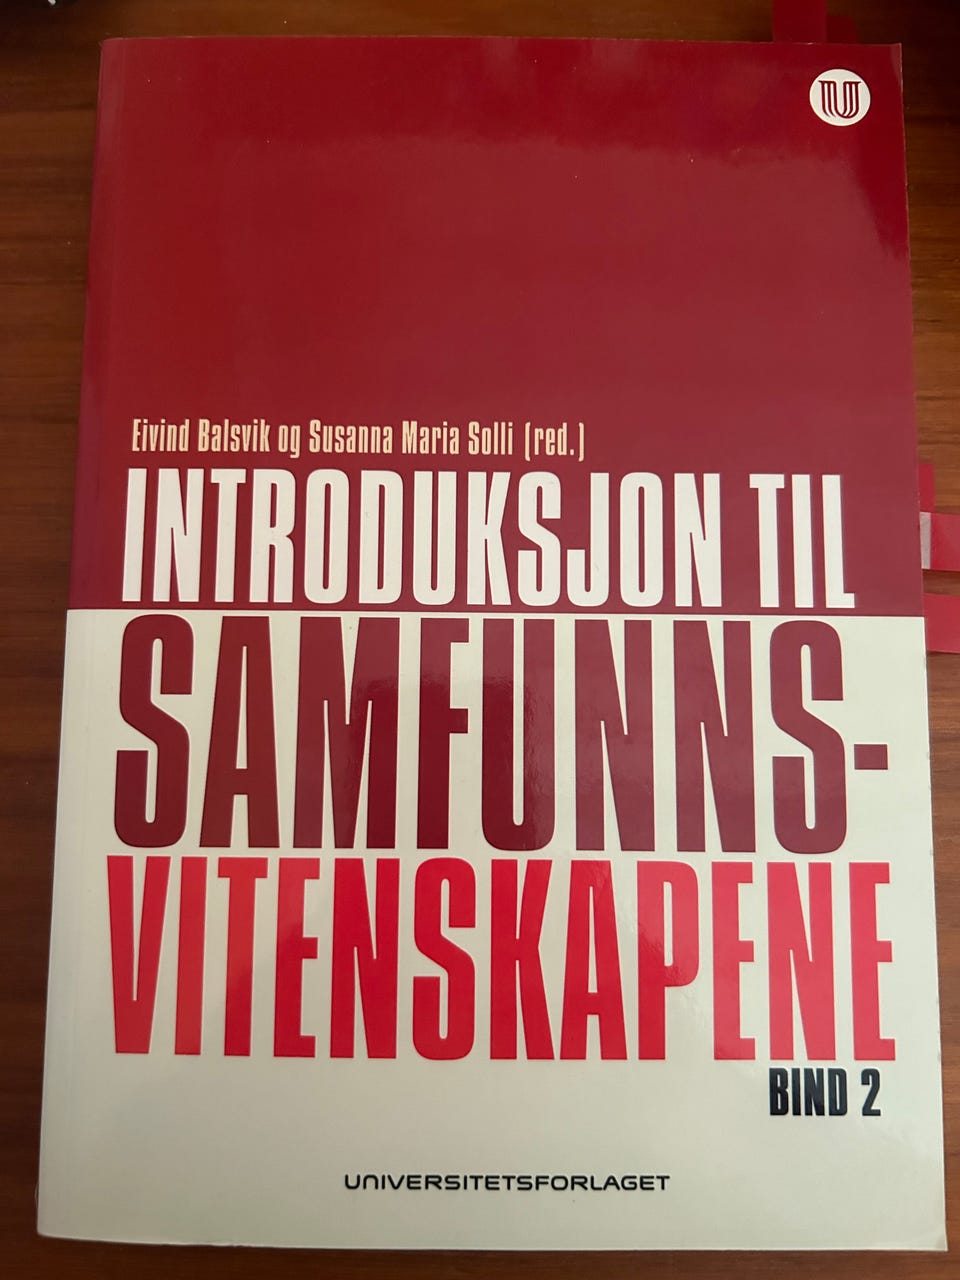 U
Eivind Balsvik og Susanna Maria Solli (red.)
INTRODUKSJON TIL
SAMFUNNS-
VITENSKAPENE
BIND 2
UNIVERSITETSFORLAGET